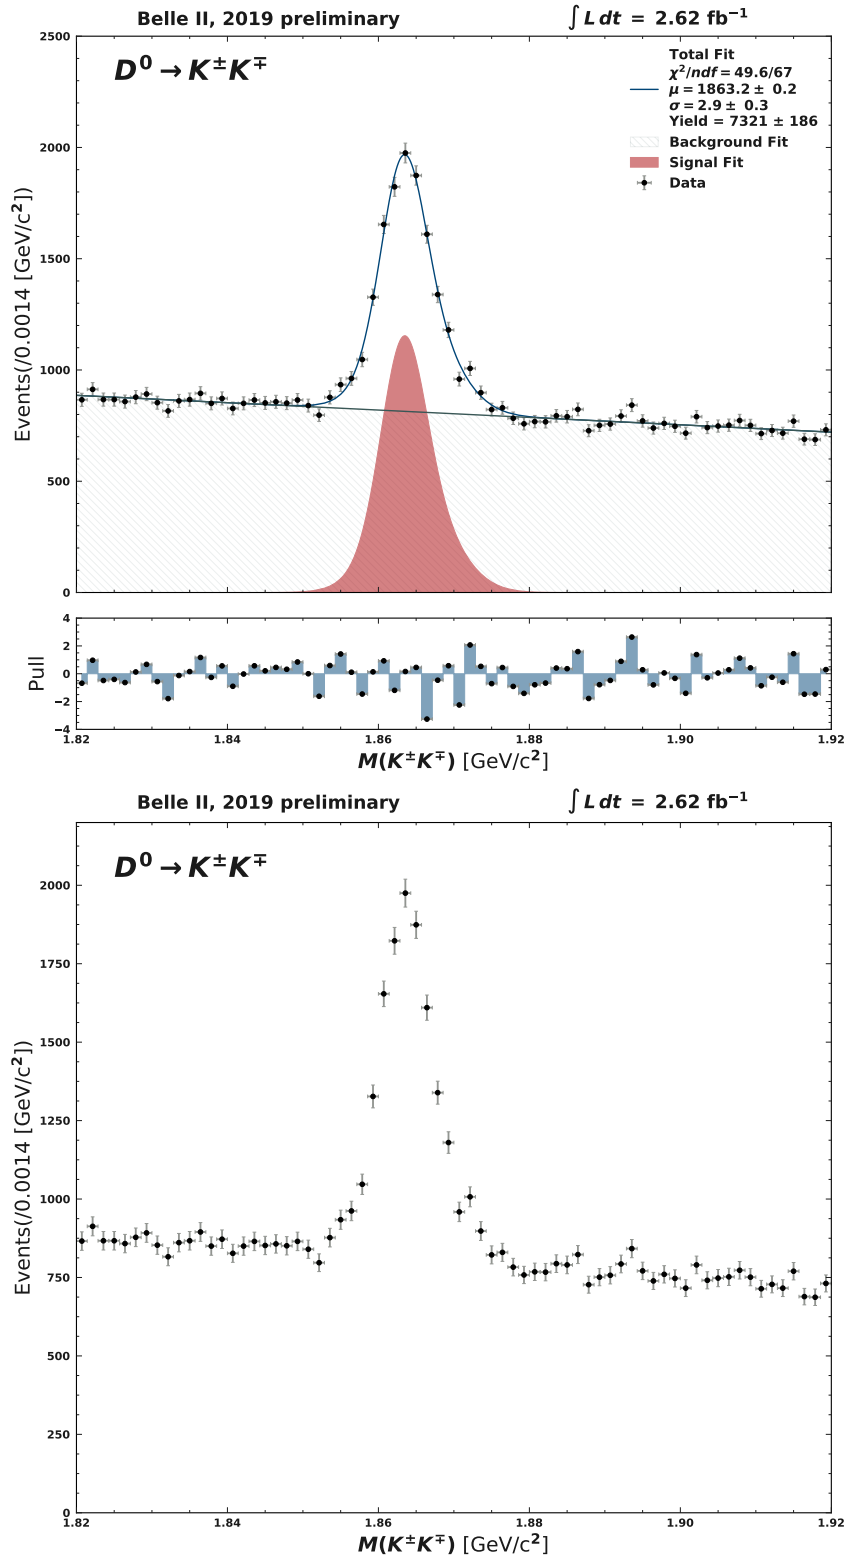 Belle II, 2019 preliminary
∫ L dt = 2.62 fb⁻¹
D⁰ → K±K∓
Total Fit
χ²/ndf = 49.6/67
μ = 1863.2 ± 0.2
σ = 2.9 ± 0.3
Yield = 7321 ± 186
Background Fit
Signal Fit
Data
Events(/0.0014 [GeV/c²])
2500
2000
1500
1000
500
0
Pull
4
2
0
−2
−4
1.82 1.84 1.86 1.88 1.90 1.92
M(K±K∓) [GeV/c²]
Belle II, 2019 preliminary
∫ L dt = 2.62 fb⁻¹
D⁰ → K±K∓
Events(/0.0014 [GeV/c²])
2000
1750
1500
1250
1000
750
500
250
0
1.82 1.84 1.86 1.88 1.90 1.92
M(K±K∓) [GeV/c²]